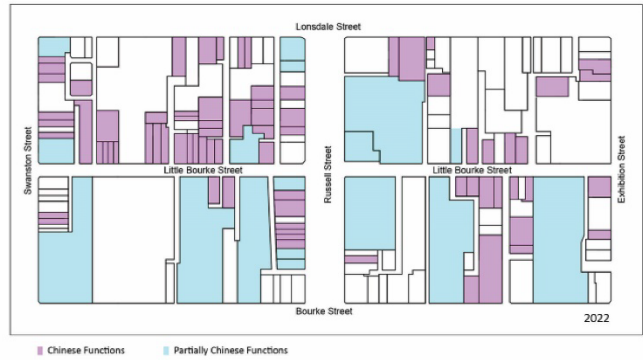 Lonsdale Street
Swanston Street
Little Bourke Street
Russell Street
Little Bourke Street
Exhibition Street
Bourke Street
2022
Chinese Functions
Partially Chinese Functions